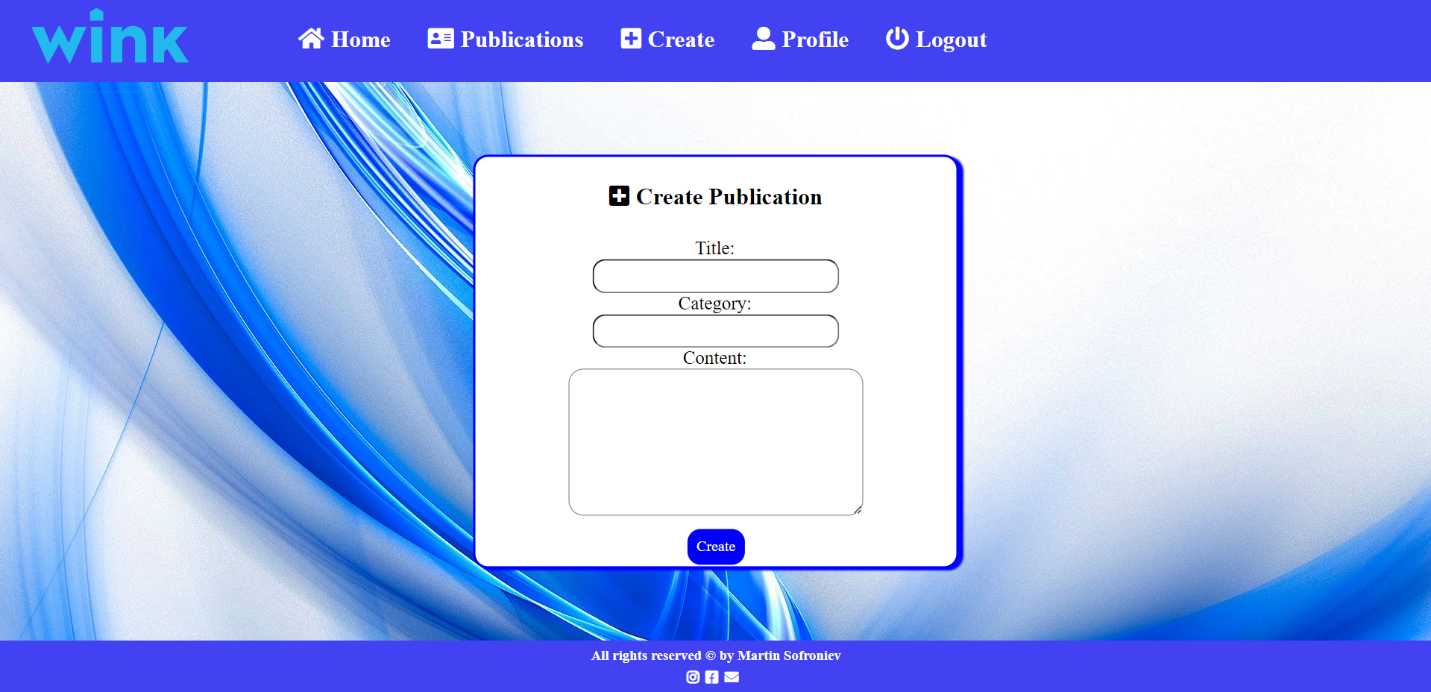 wink
Home Publications Create Profile Logout
Create Publication
Title:
Category:
Content:
Create
All rights reserved © by Martin Sofroniev